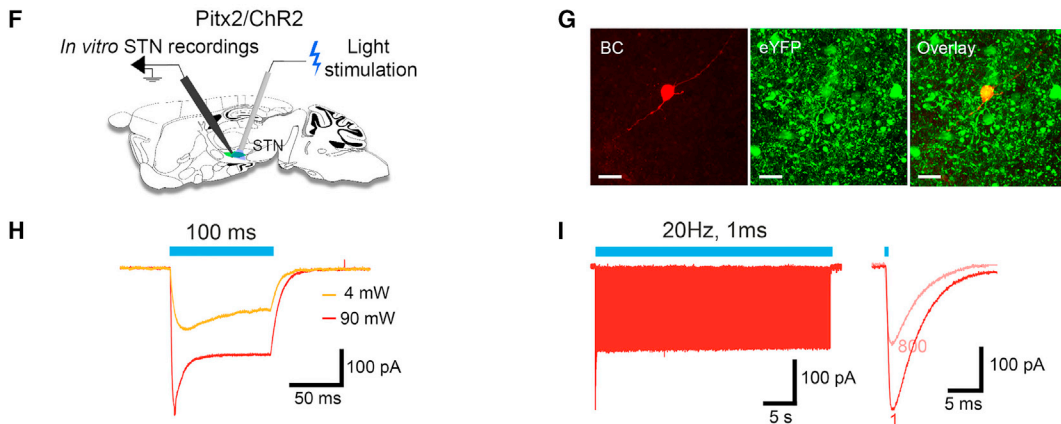 F
Pitx2/ChR2
In vitro STN recordings
Light
stimulation
STN
G
BC
eYFP
Overlay
H
100 ms
4 mW
90 mW
100 pA
50 ms
I
20Hz, 1ms
800
1
100 pA
5 s
100 pA
5 ms